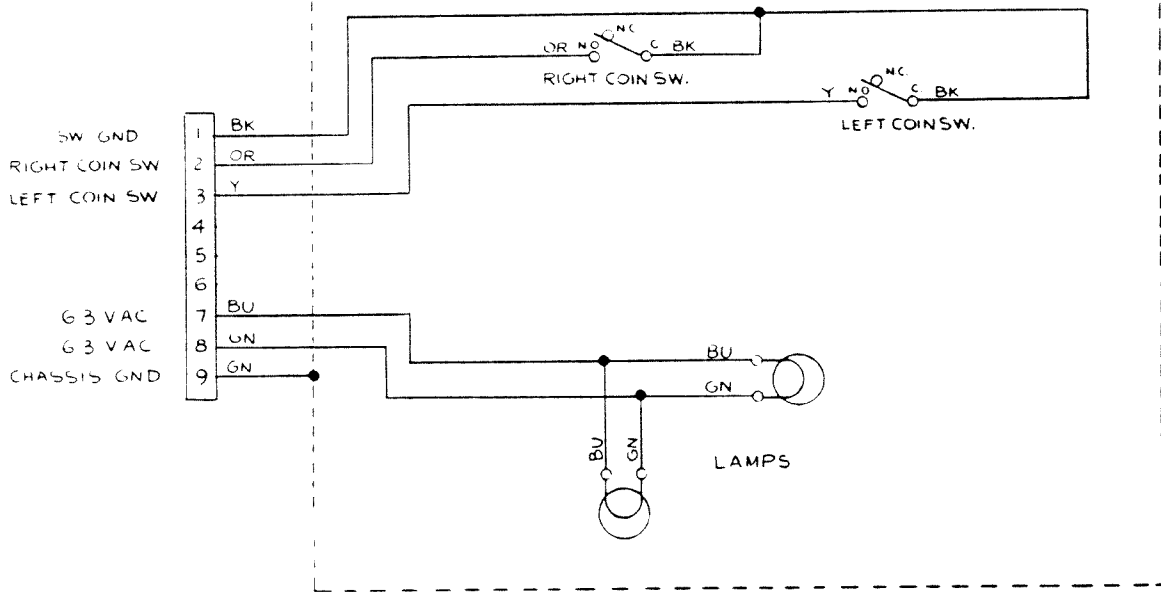 NC
OR NO C BK
RIGHT COIN SW.
NC.
Y NO C. BK
LEFT COIN SW.
SW GND 1 BK
RIGHT COIN SW 2 OR
LEFT COIN SW 3 Y
4
5
6
6 3 VAC 7 BU
6 3 VAC 8 GN
CHASSIS GND 9 GN
BU
GN
BU GN
LAMPS